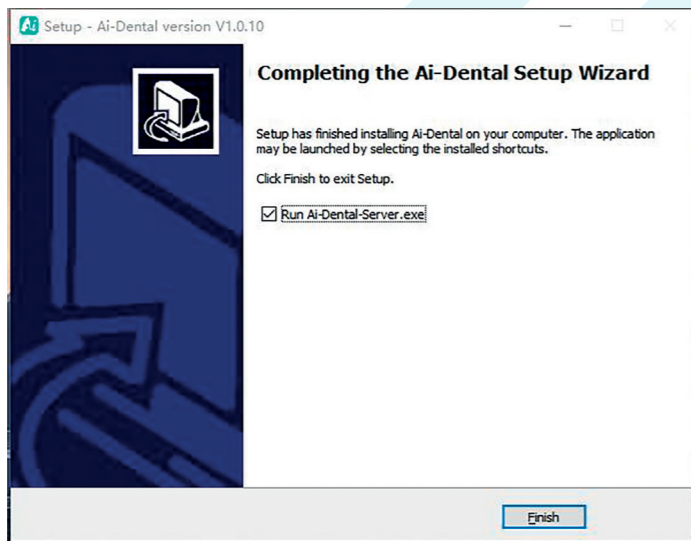 Ai Setup - Ai-Dental version V1.0.10
Completing the Ai-Dental Setup Wizard
Setup has finished installing Ai-Dental on your computer. The application
may be launched by selecting the installed shortcuts.
Click Finish to exit Setup.
Run Ai-Dental-Server.exe
Finish